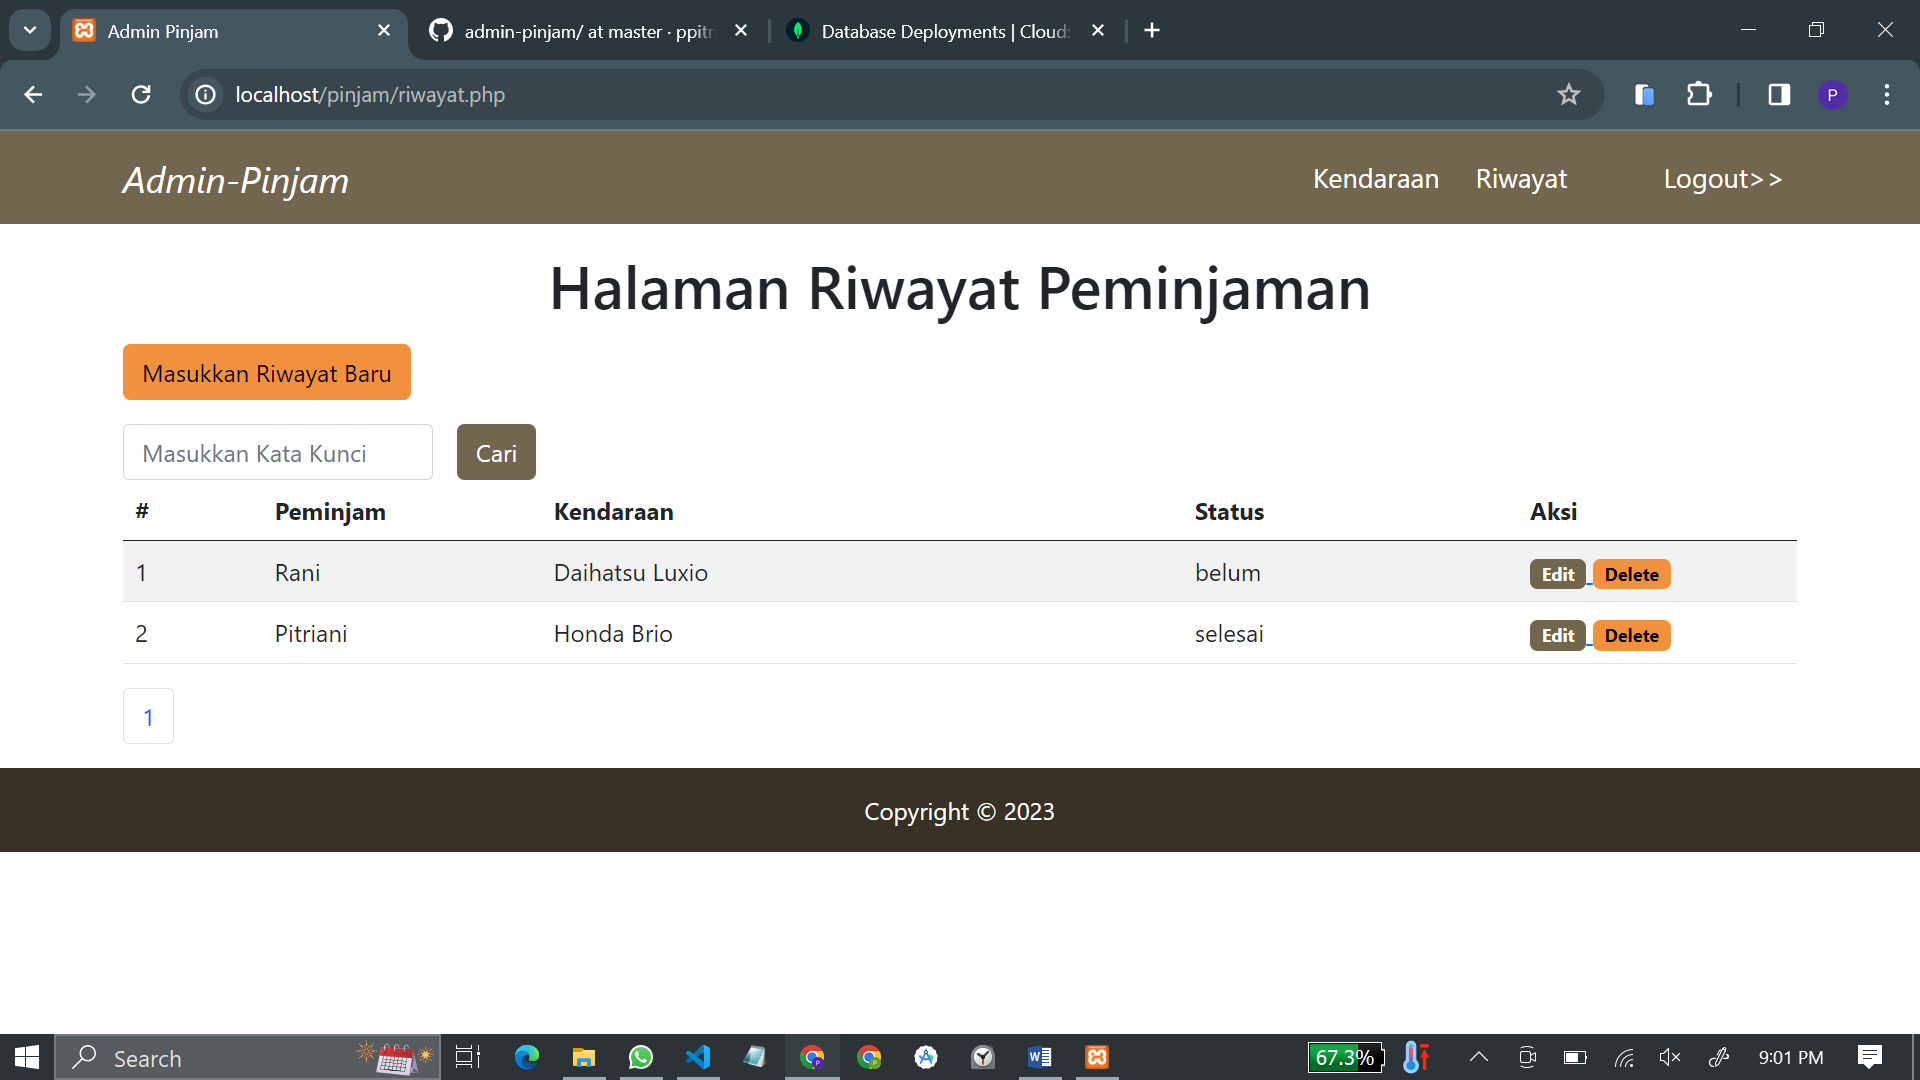 Admin Pinjam
admin-pinjam/ at master · ppitri
Database Deployments | Cloud:
localhost/pinjam/riwayat.php
P
Admin-Pinjam
Kendaraan
Riwayat
Logout>>
Halaman Riwayat Peminjaman
Masukkan Riwayat Baru
Masukkan Kata Kunci
Cari
# Peminjam Kendaraan Status Aksi
1 Rani Daihatsu Luxio belum Edit Delete
2 Pitriani Honda Brio selesai Edit Delete
1
Copyright © 2023
Search
67.3%
9:01 PM